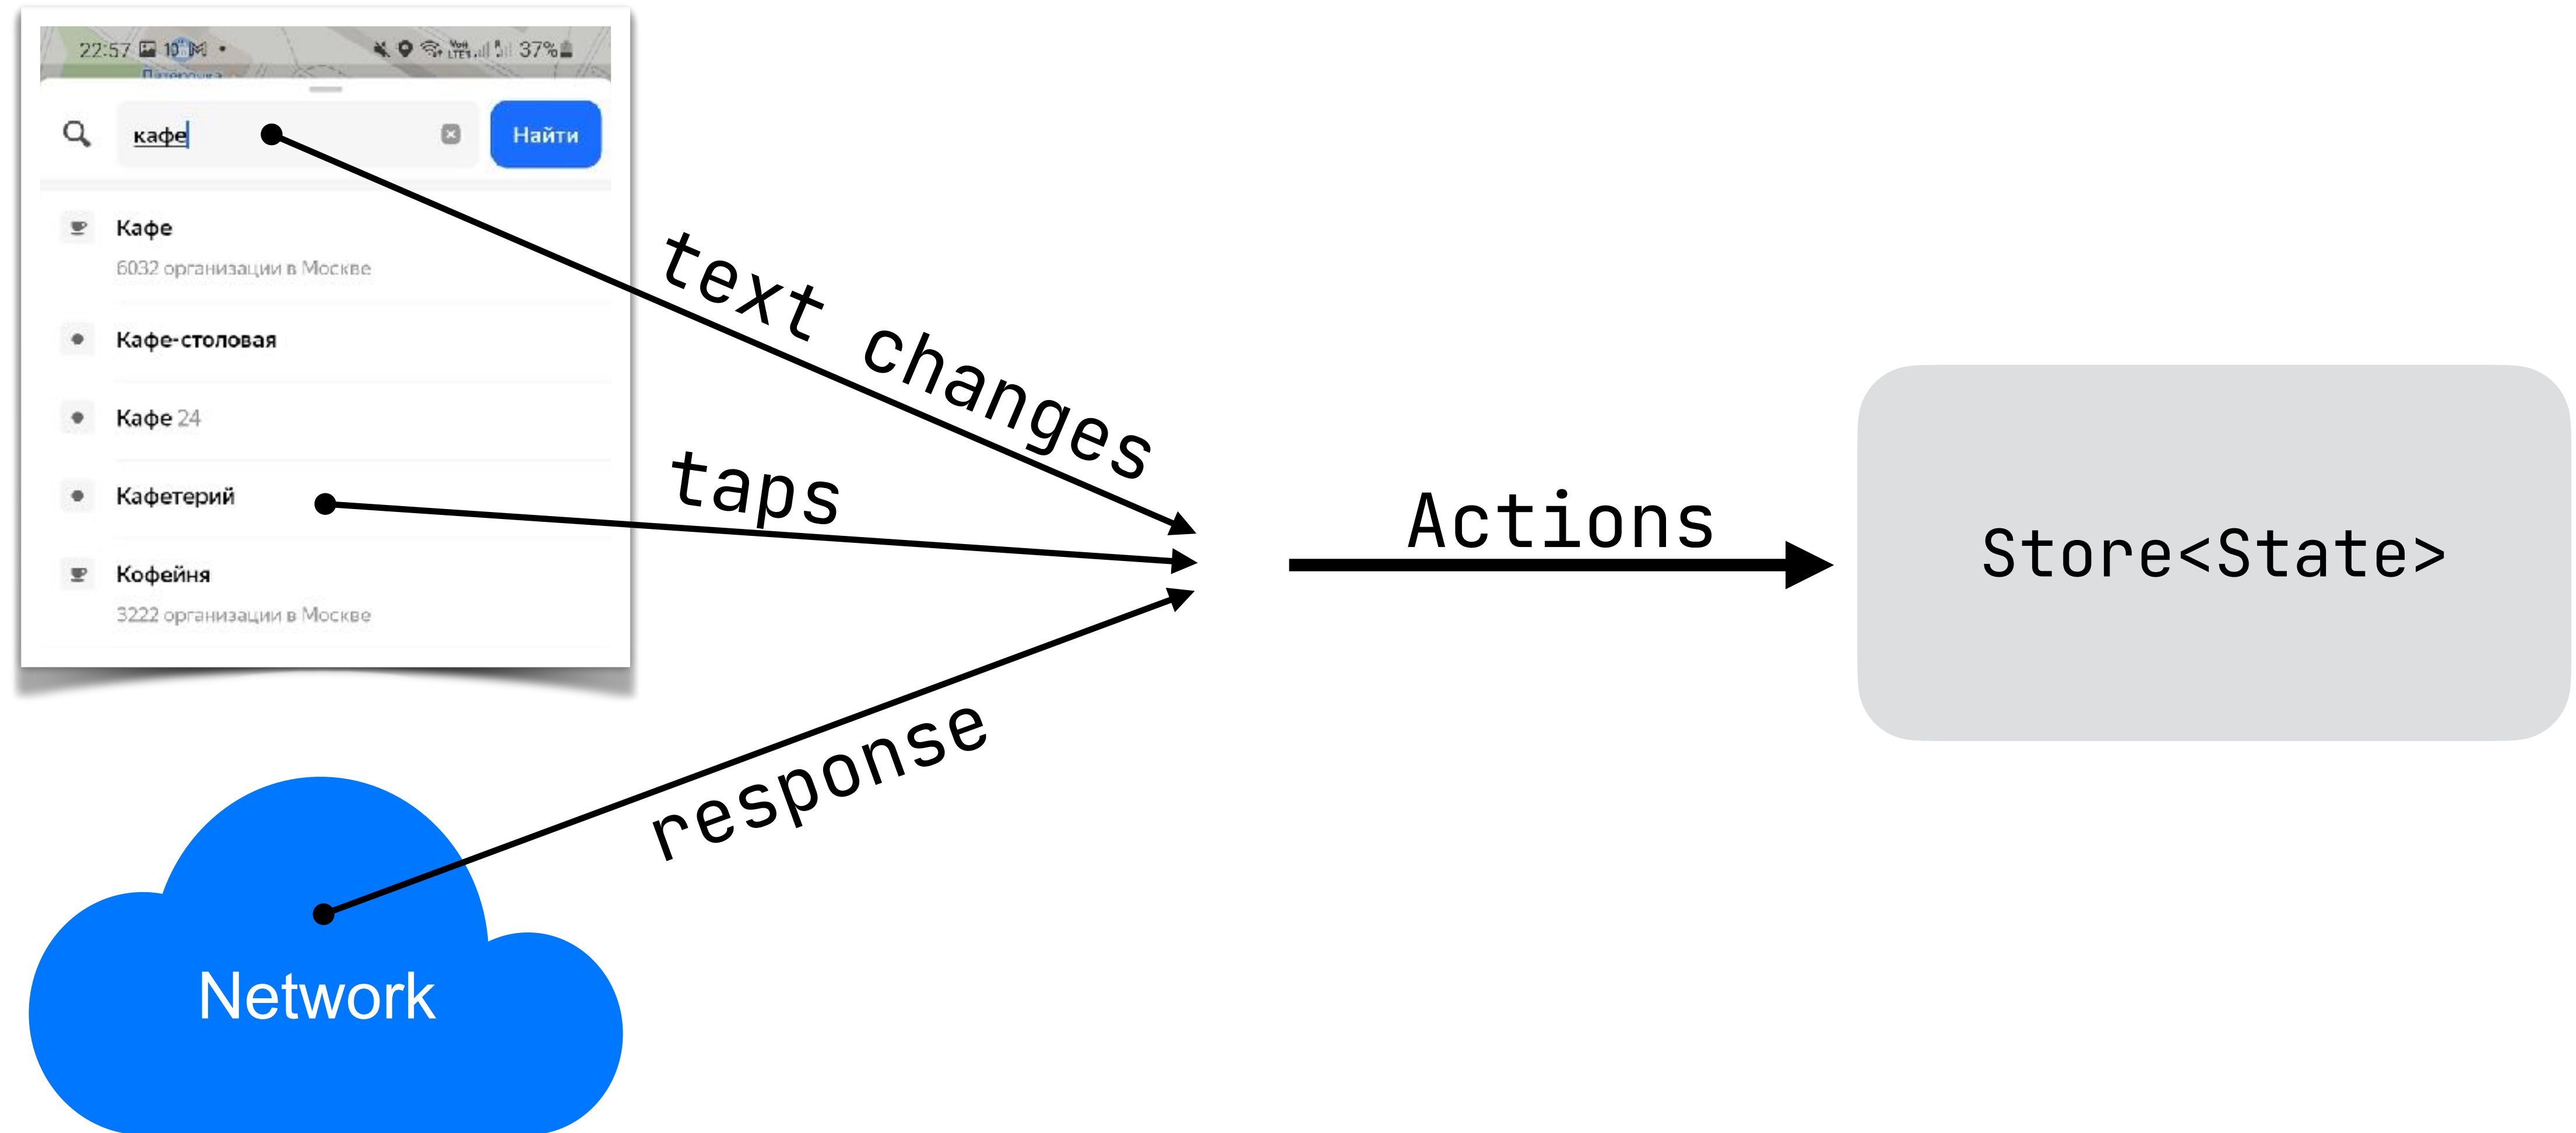 22:57
37%
Пятерочка
кафе
Найти
Кафе
6032 организации в Москве
Кафе-столовая
Кафе 24
Кафетерий
Кофейня
3222 организации в Москве
text changes
taps
response
Network
Actions
Store<State>